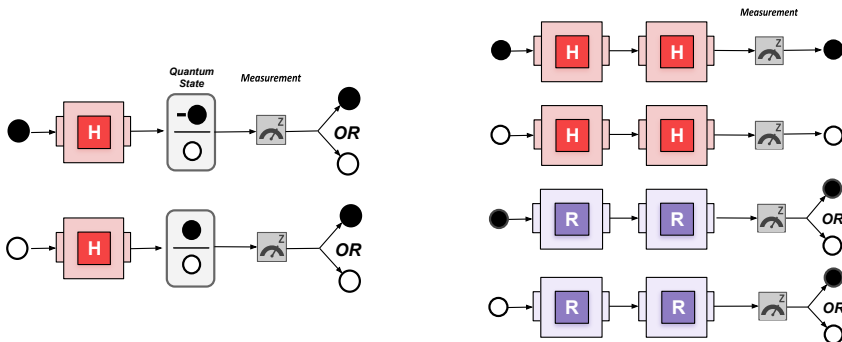 Quantum
State
Measurement
H
-
Z
OR
H
Z
OR
Measurement
H H Z
H H Z
R R Z
OR
R R Z
OR